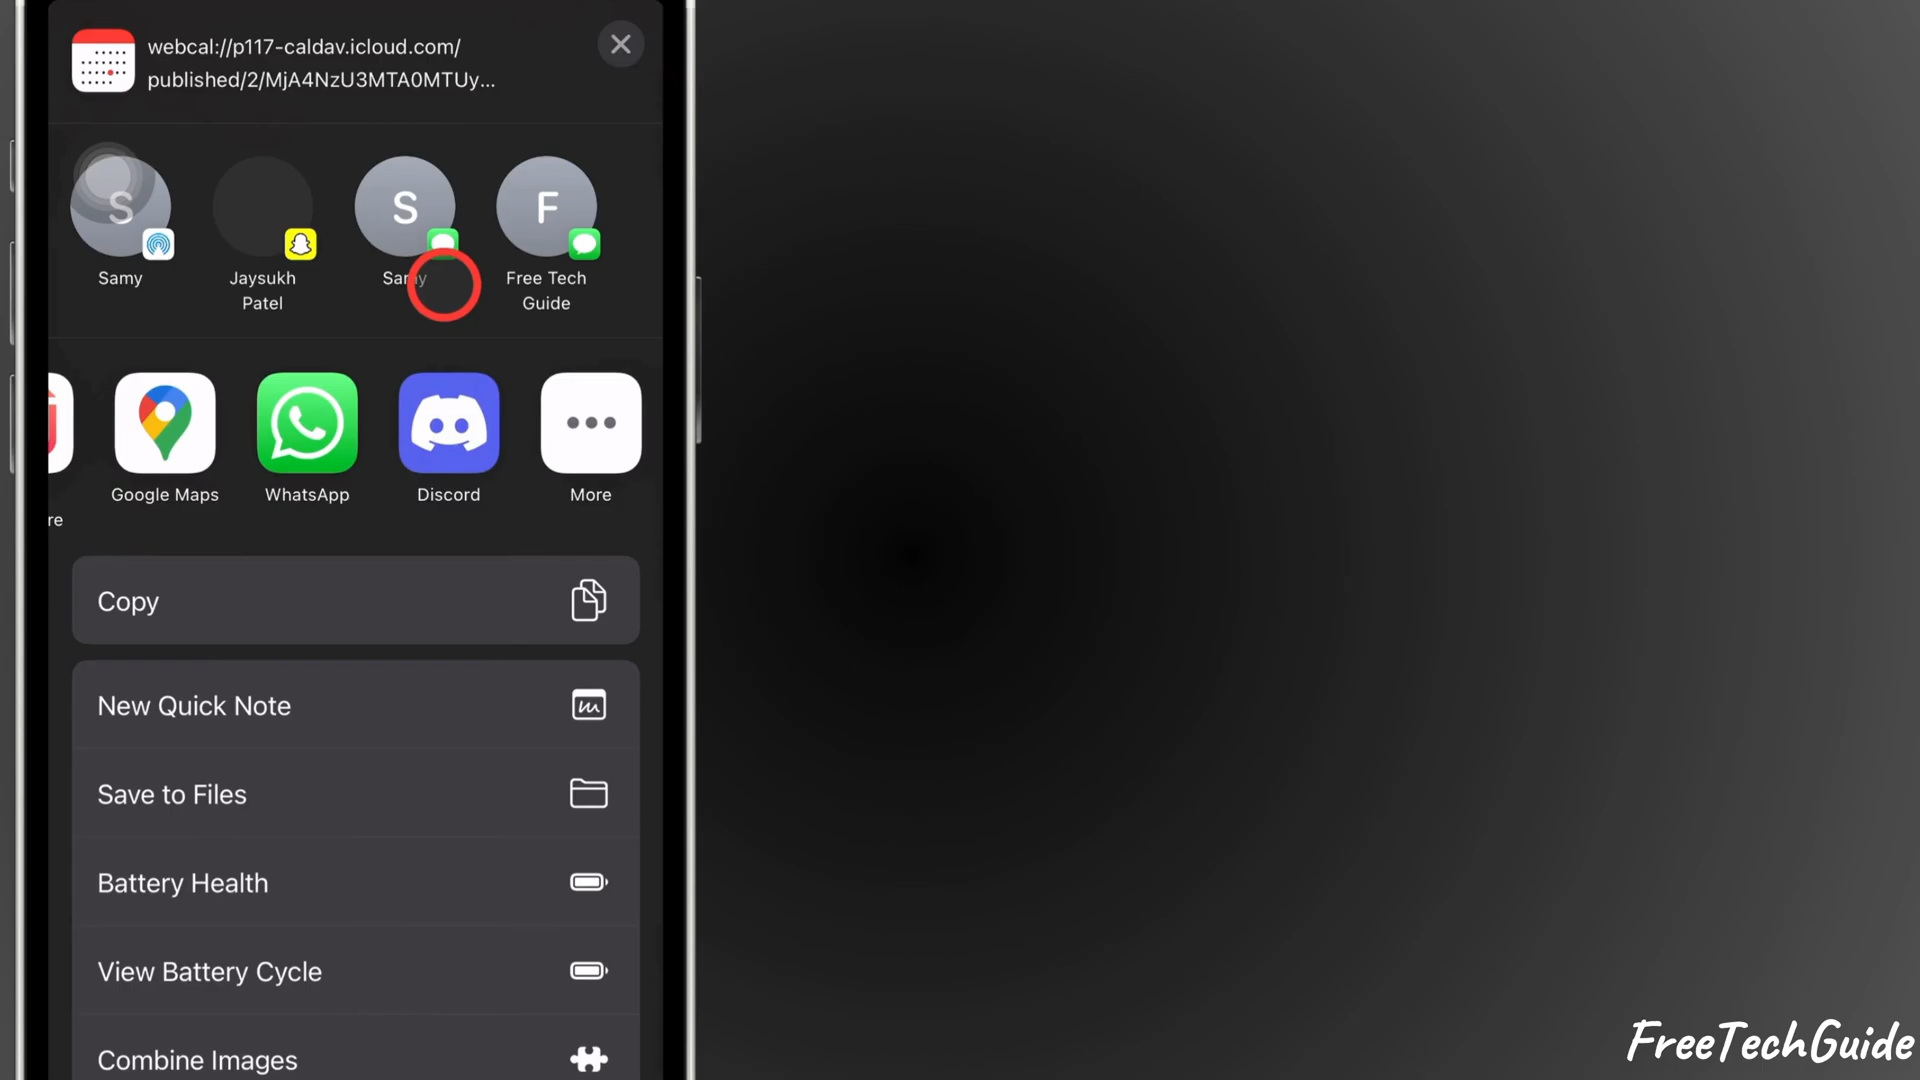 webcal://p117-caldav.icloud.com/
published/2/MjA4NzU3MTA0MTUy...
S
S
F
Samy
Jaysukh
Patel
Samy
Free Tech
Guide
Google Maps
WhatsApp
Discord
More
re
Copy
New Quick Note
Save to Files
Battery Health
View Battery Cycle
Combine Images
FreeTechGuide